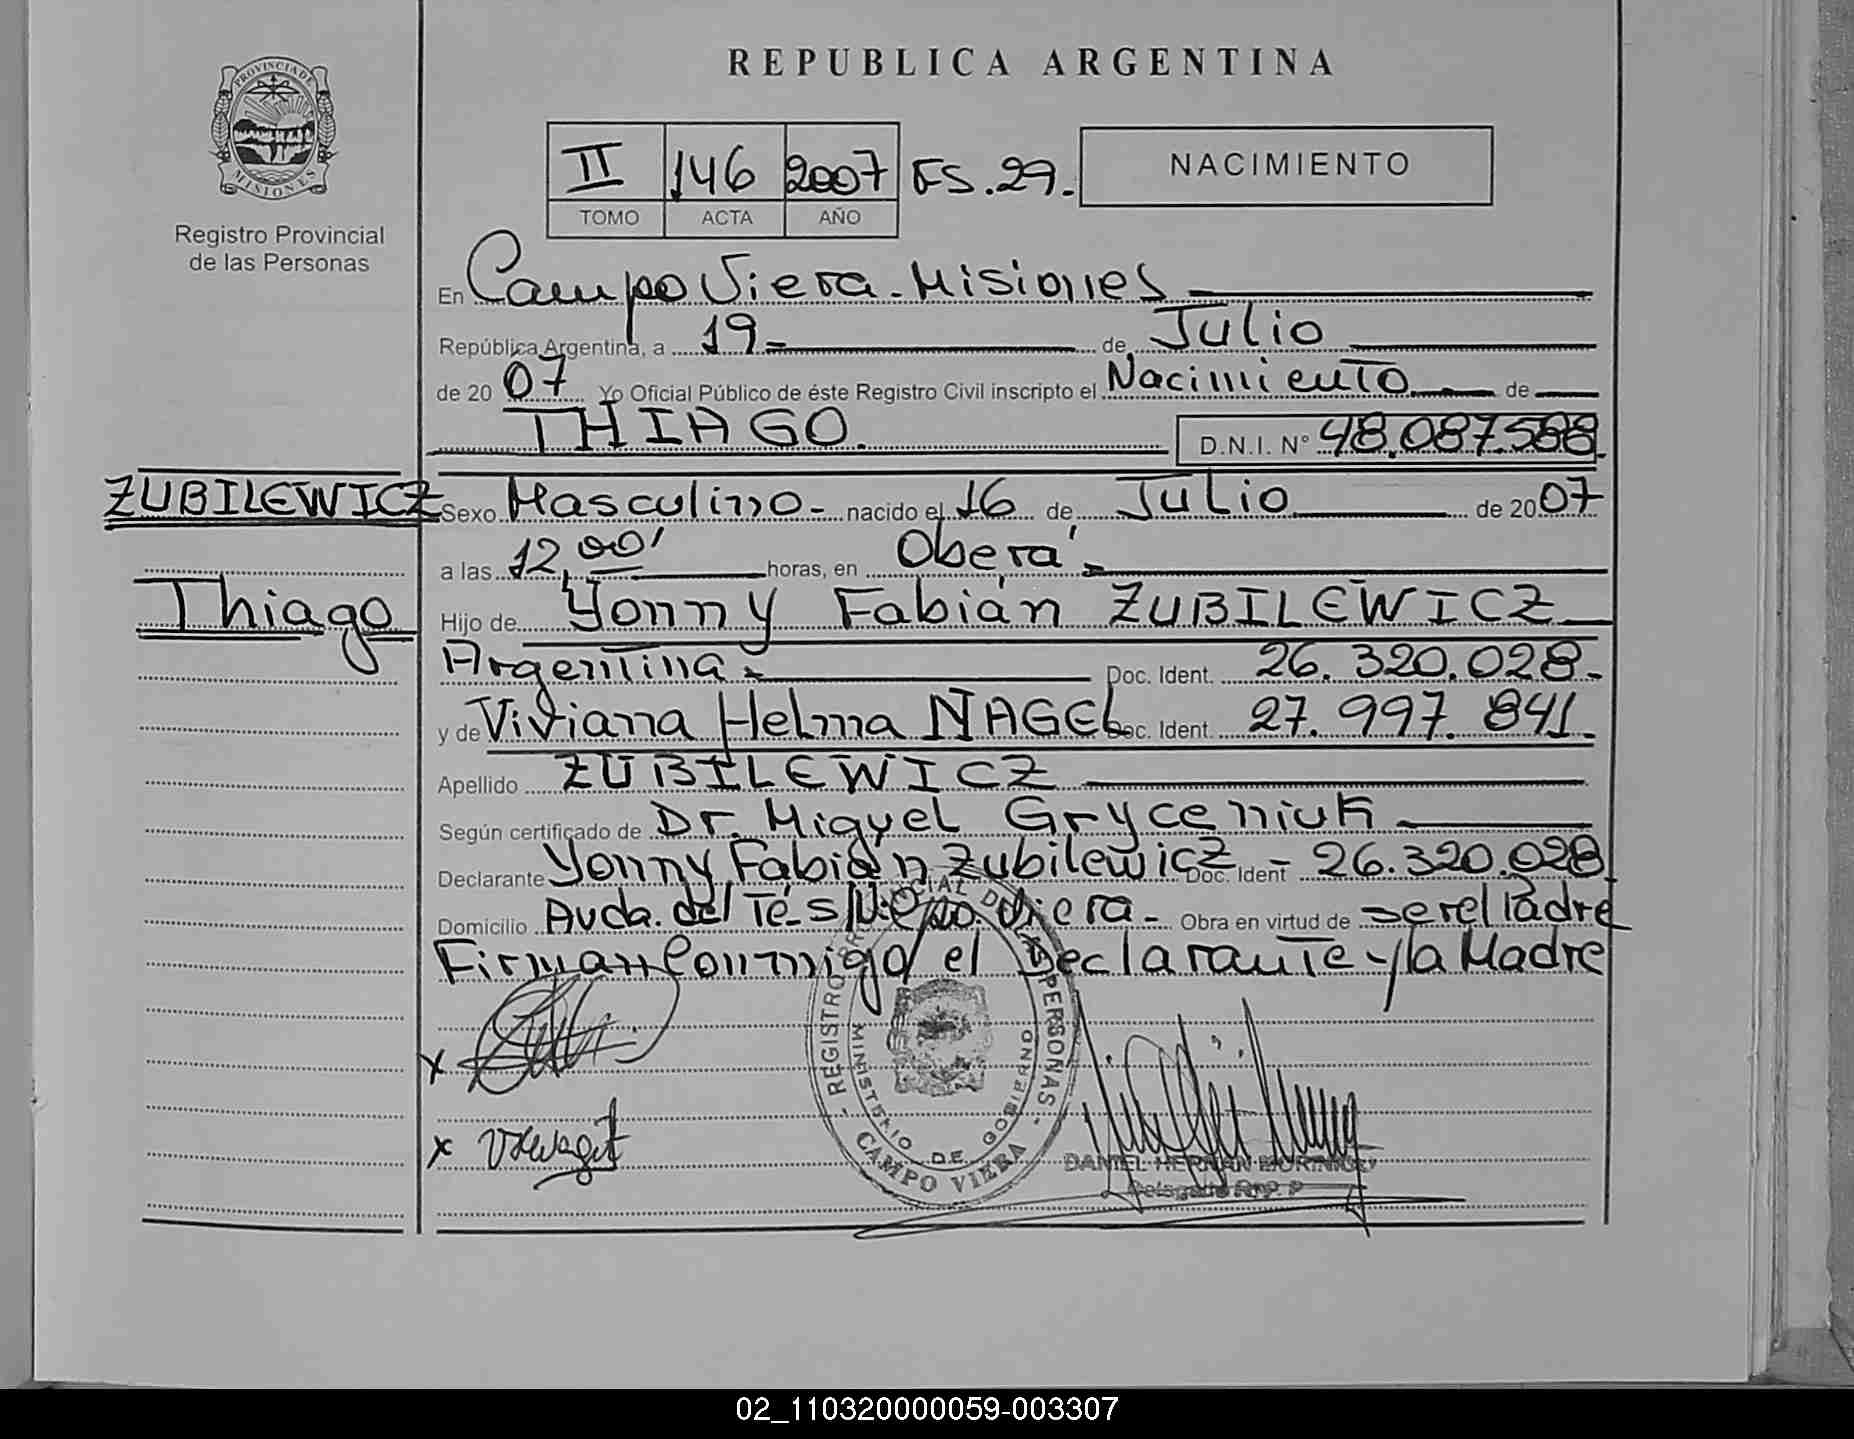 REPUBLICA ARGENTINA
PROVINCIA DE
MISIONES
Registro Provincial
de las Personas
II 146 2007 FS. 29.
TOMO ACTA AÑO
NACIMIENTO
En Campo Viera - Misiones
República Argentina, a 19 de Julio
de 2007 Yo Oficial Público de éste Registro Civil inscripto el Nacimiento de
THIAGO. D.N.I. N° 48.087.588.
ZUBILEWICZ
Thiago
Sexo Masculino - nacido el 16 de Julio de 2007
a las 12,00' horas, en Oberá
Hijo de Yonny Fabián ZUBILEWICZ
Argentina - Doc. Ident. 26.320.028-
y de Viviana Helma NAGEL Doc. Ident. 27.997.841.
Apellido ZUBILEWICZ
Según certificado de Dr. Miguel Gryceniuk
Declarante Yonny Fabián Zubilewicz Doc. Ident - 26.320.028
Domicilio Avda. del Té - S/N: Cpo. Viera - Obra en virtud de ser el Padre
Firman Conmigo el Declarante y la Madre
x
x
REGISTRO PROVINCIAL DE LAS PERSONAS
MINISTERIO DE GOBIERNO
CAMPO VIERA
DANIEL HERNAN
Delegado R.P.P
02_110320000059-003307